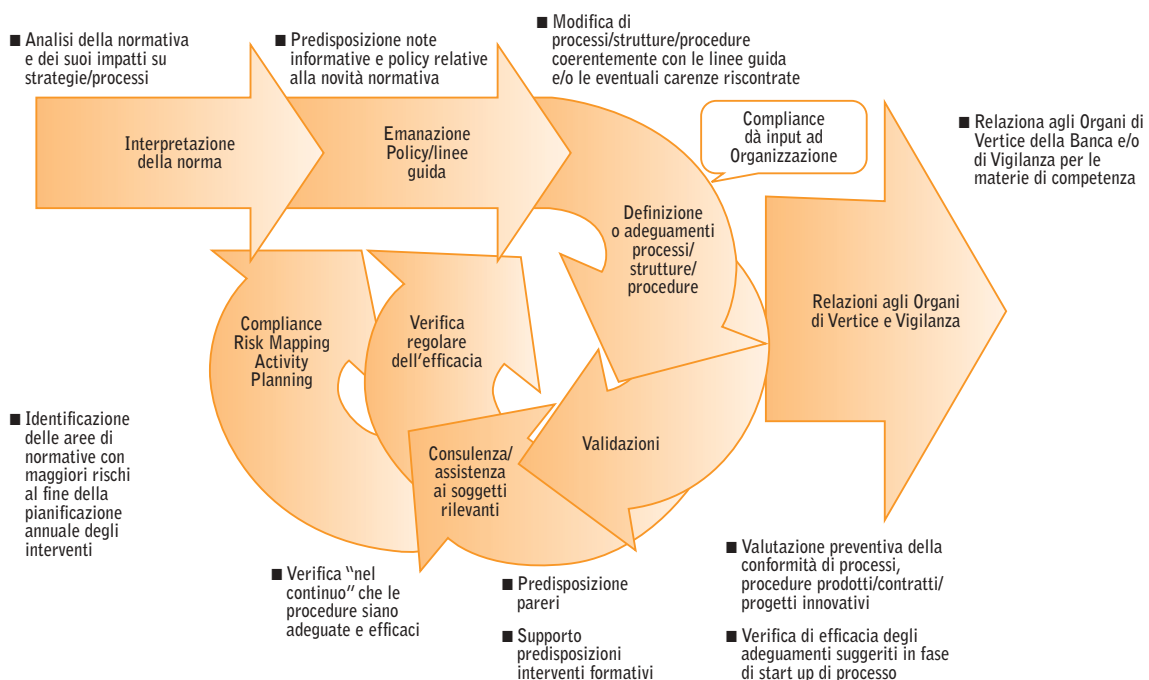 ■ Analisi della normativa
e dei suoi impatti su
strategie/processi
■ Predisposizione note
informative e policy relative
alla novità normativa
■ Modifica di
processi/strutture/procedure
coerentemente con le linee guida
e/o le eventuali carenze riscontrate
Interpretazione
della norma
Emanazione
Policy/linee
guida
Compliance
dà input ad
Organizzazione
■ Relaziona agli Organi di
Vertice della Banca e/o
di Vigilanza per le
materie di competenza
Definizione
o adeguamenti
processi/
strutture/
procedure
Relazioni agli Organi
di Vertice e Vigilanza
Compliance
Risk Mapping
Activity
Planning
Verifica
regolare
dell'efficacia
Validazioni
Consulenza/
assistenza
ai soggetti
rilevanti
■ Identificazione
delle aree di
normative con
maggiori rischi
al fine della
pianificazione
annuale degli
interventi
■ Verifica “nel
continuo” che le
procedure siano
adeguate e efficaci
■ Predisposizione
pareri
■ Supporto
predisposizioni
interventi formativi
■ Valutazione preventiva della
conformità di processi,
procedure prodotti/contratti/
progetti innovativi
■ Verifica di efficacia degli
adeguamenti suggeriti in fase
di start up di processo